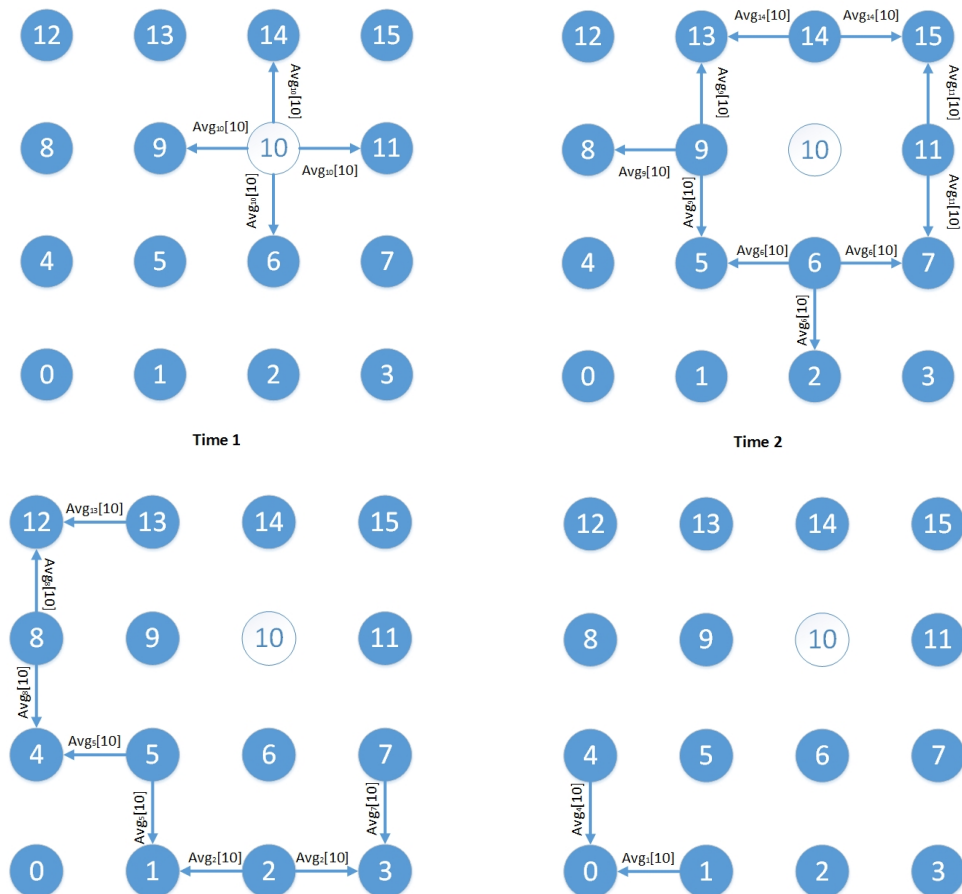 12 13 14 15
Avg₁₀[10]
Avg₁₀[10]
8 9 10 11
Avg₁₀[10]
Avg₁₀[10]
4 5 6 7
0 1 2 3
Time 1
Avg₁₄[10] Avg₁₄[10]
12 13 14 15
Avg₉[10] Avg₁₁[10]
8 9 10 11
Avg₉[10]
Avg₉[10] Avg₁₁[10]
Avg₆[10] Avg₆[10]
4 5 6 7
Avg₆[10]
0 1 2 3
Time 2
Avg₁₃[10]
12 13 14 15
Avg₈[10]
8 9 10 11
Avg₈[10]
Avg₅[10]
4 5 6 7
Avg₅[10] Avg₇[10]
Avg₂[10] Avg₂[10]
0 1 2 3
12 13 14 15
8 9 10 11
4 5 6 7
Avg₄[10]
Avg₁[10]
0 1 2 3